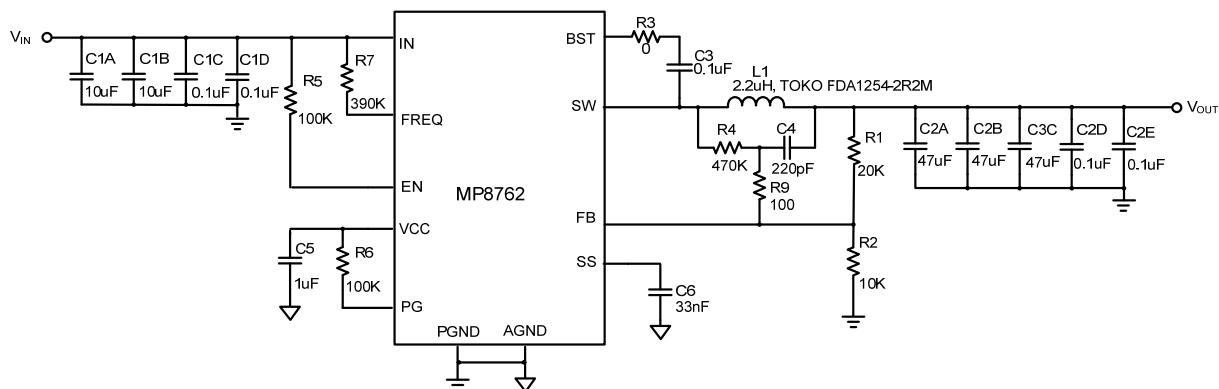 VIN
C1A
10uF
C1B
10uF
C1C
0.1uF
C1D
0.1uF
R5
100K
R7
390K
IN
FREQ
EN
VCC
PG
C5
1uF
R6
100K
MP8762
PGND
AGND
BST
SW
FB
SS
R3
0
C3
0.1uF
L1
2.2uH, TOKO FDA1254-2R2M
R4
470K
C4
220pF
R9
100
R1
20K
R2
10K
C6
33nF
C2A
47uF
C2B
47uF
C3C
47uF
C2D
0.1uF
C2E
0.1uF
VOUT